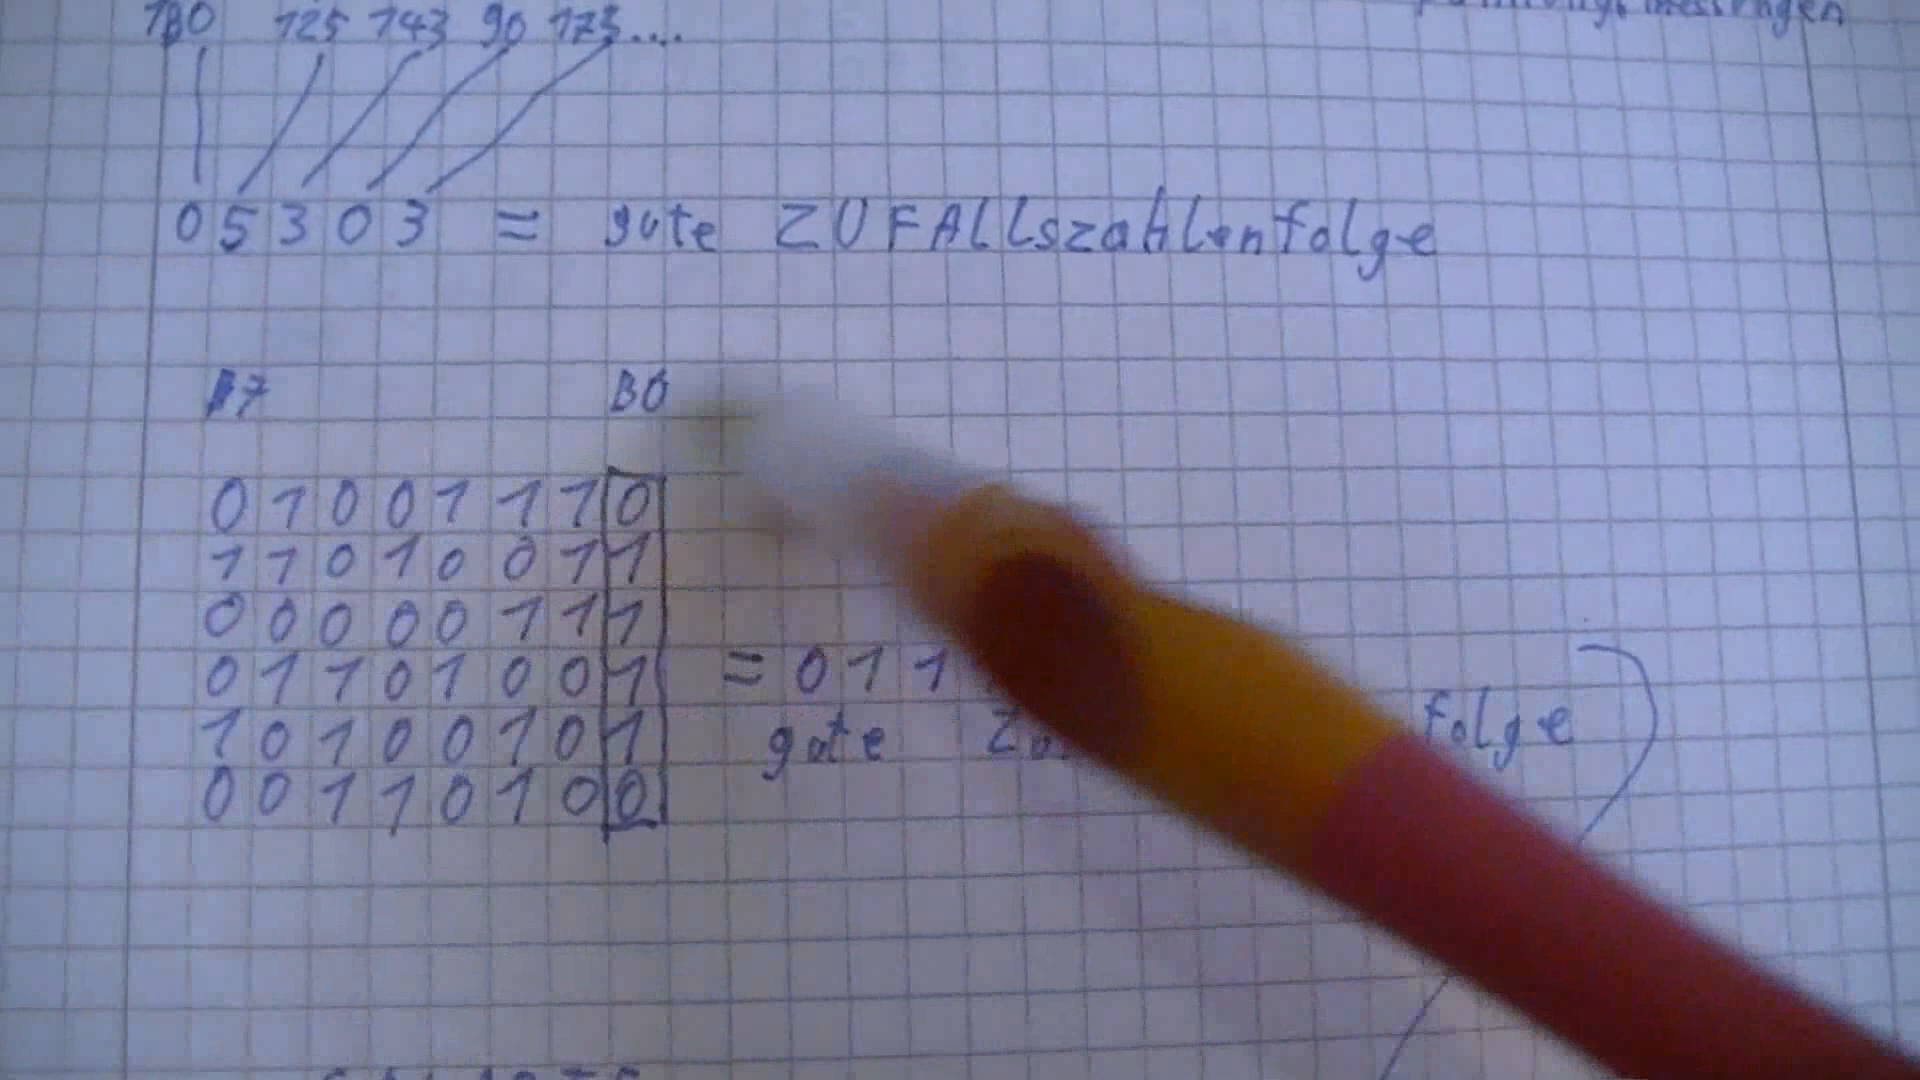 130 125 143 90 173....
0 5 3 0 3 = gute ZUFAllszahlenfolge
B7 B0
0 1 0 0 1 1 1 0
1 1 0 1 0 0 1 1
0 0 0 0 0 1 1 1
0 1 1 0 1 0 0 1 = 0 1 1
1 0 1 0 0 1 0 1 gute folge
0 0 1 1 0 1 0 0